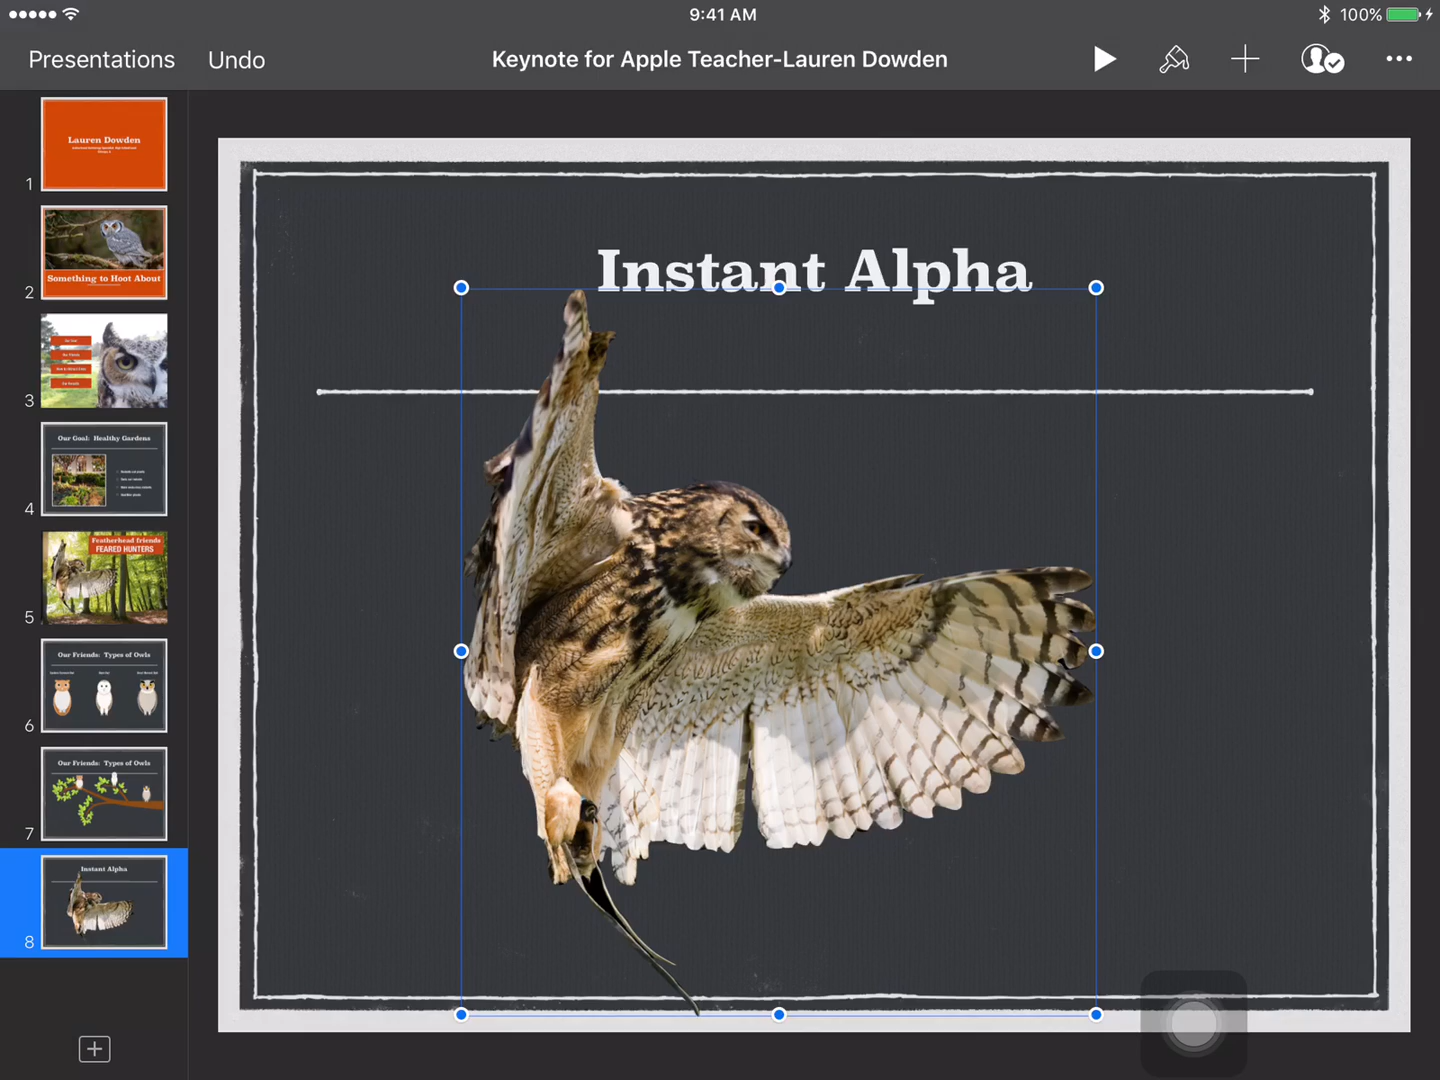 9:41 AM
100%
Presentations
Undo
Keynote for Apple Teacher-Lauren Dowden
Lauren Dowden
1
Something to Hoot About
2
Our Goal
3
Our Goal: Healthy Gardens
4
Featherhead friends
FEARED HUNTERS
5
Our Friends: Types of Owls
6
Our Friends: Types of Owls
7
Instant Alpha
8
Instant Alpha